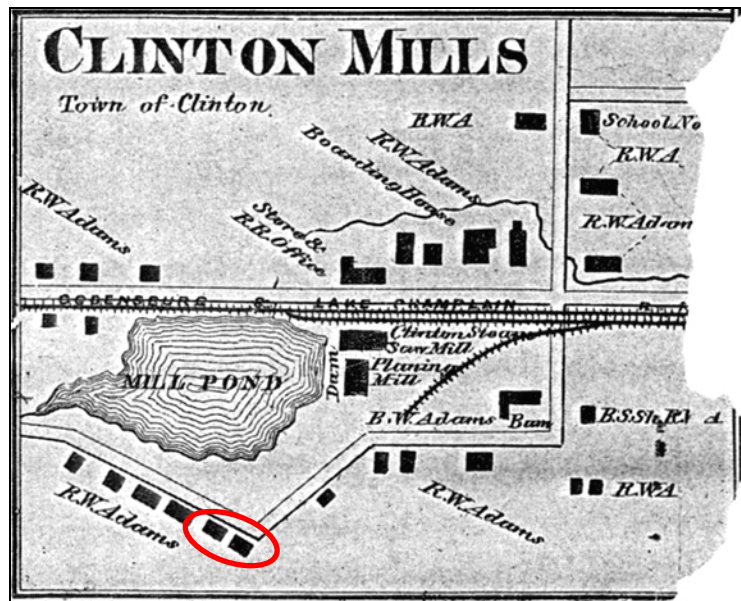 CLINTON MILLS
Town of Clinton
R.W.A
School No
R.W.A
R.W. Adams
Boarding House
R.W. Adams
Store &
R.R. Office
R.W. Adams
OGDENSBURG & LAKE CHAMPLAIN R.
Clinton Steam
Saw Mill
Planing
Mill
Dam
MILL POND
R.W. Adams
Barn
B.S.Sh. R.W.A
R.W. Adams
R.W. Adams
R.W.A